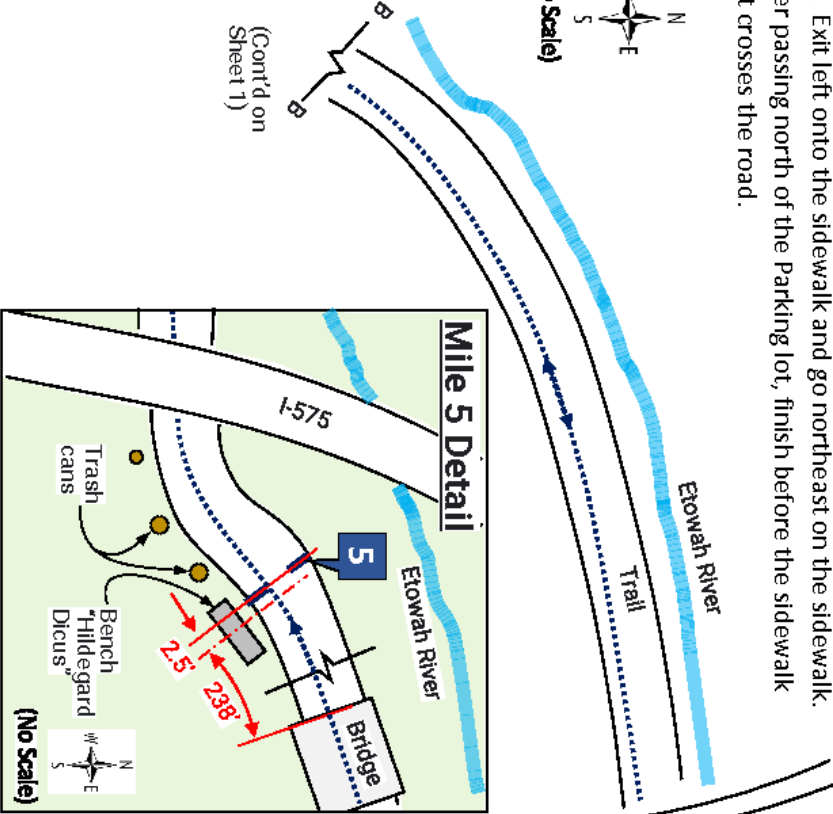 Exit left onto the sidewalk and go northeast on the sidewalk.
passing north of the Parking lot, finish before the sidewalk
crosses the road.
N
E
S
Scale)
B
B
(Cont'd on
Sheet 1)
Etowah River
Trail
Mile 5 Detail
I-575
Etowah River
5
Trash
cans
Bench
"Hildegard
Dicus"
2.5'
238'
Bridge
N
W
E
S
(No Scale)